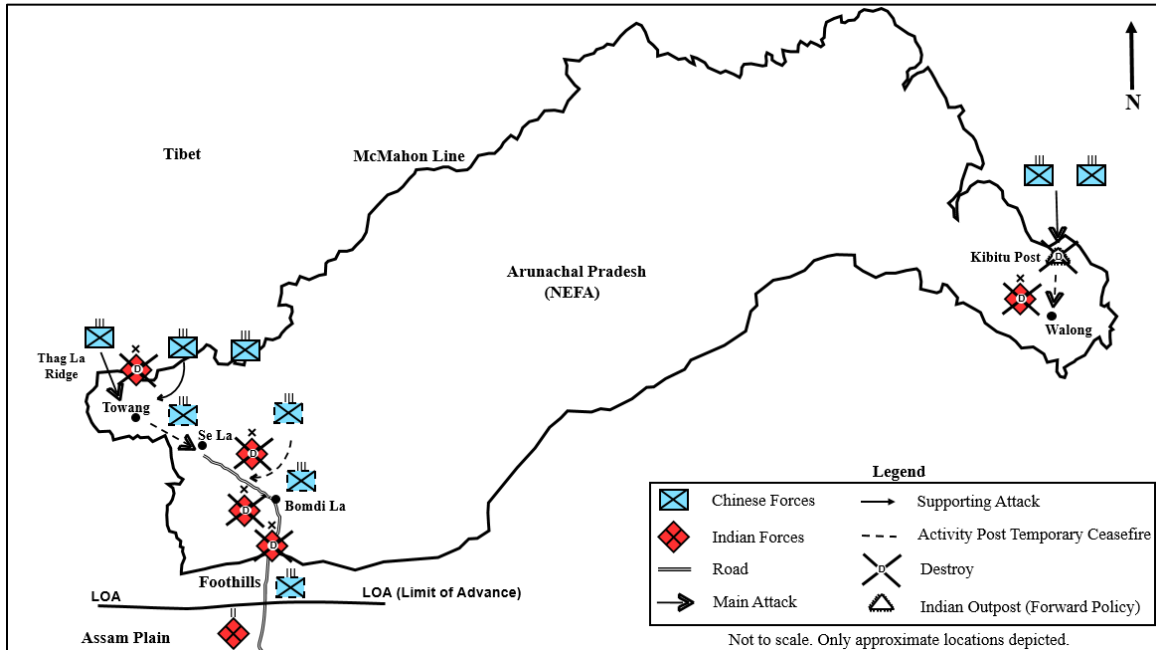 N
Tibet
McMahon Line
Arunachal Pradesh
(NEFA)
Kibitu Post
D
D
Walong
Thag La
Ridge
D
Towang
Se La
D
D
Bomdi La
D
Foothills
LOA
LOA (Limit of Advance)
Assam Plain
Legend
Chinese Forces
Supporting Attack
Indian Forces
Activity Post Temporary Ceasefire
Road
D
Destroy
Main Attack
Indian Outpost (Forward Policy)
Not to scale. Only approximate locations depicted.